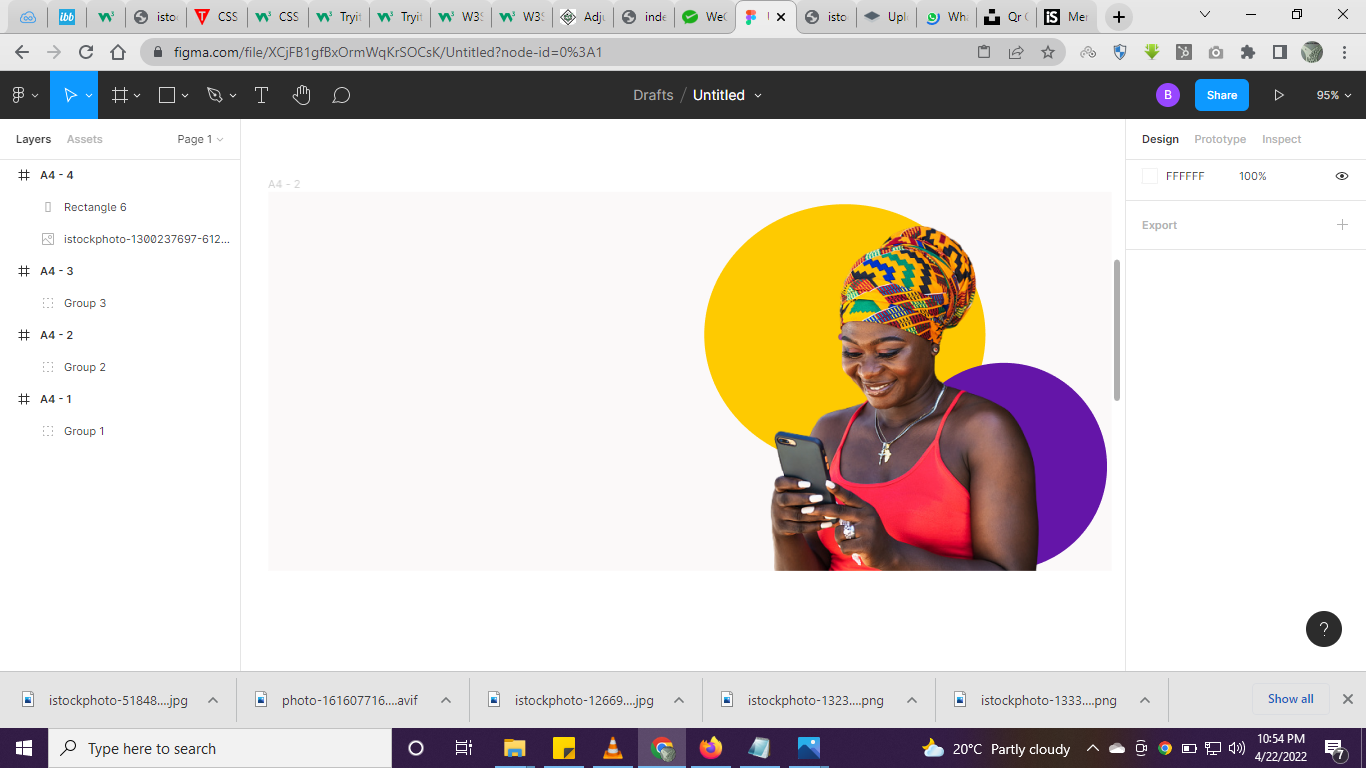 isto
CSS
CSS
Tryit
Tryit
W3S
W3S
Adju
inde
WeC
isto
Uplo
Wha
Qr C
Mer
figma.com/file/XCjFB1gfBxOrmWqKrSOCsK/Untitled?node-id=0%3A1
Drafts / Untitled
B
Share
95%
Layers
Assets
Page 1
Design
Prototype
Inspect
A4 - 4
Rectangle 6
istockphoto-1300237697-612...
A4 - 3
Group 3
A4 - 2
Group 2
A4 - 1
Group 1
A4 - 2
FFFFFF
100%
Export
?
istockphoto-51848....jpg
photo-161607716....avif
istockphoto-12669....jpg
istockphoto-1323....png
istockphoto-1333....png
Show all
Type here to search
20°C Partly cloudy
10:54 PM
4/22/2022
7